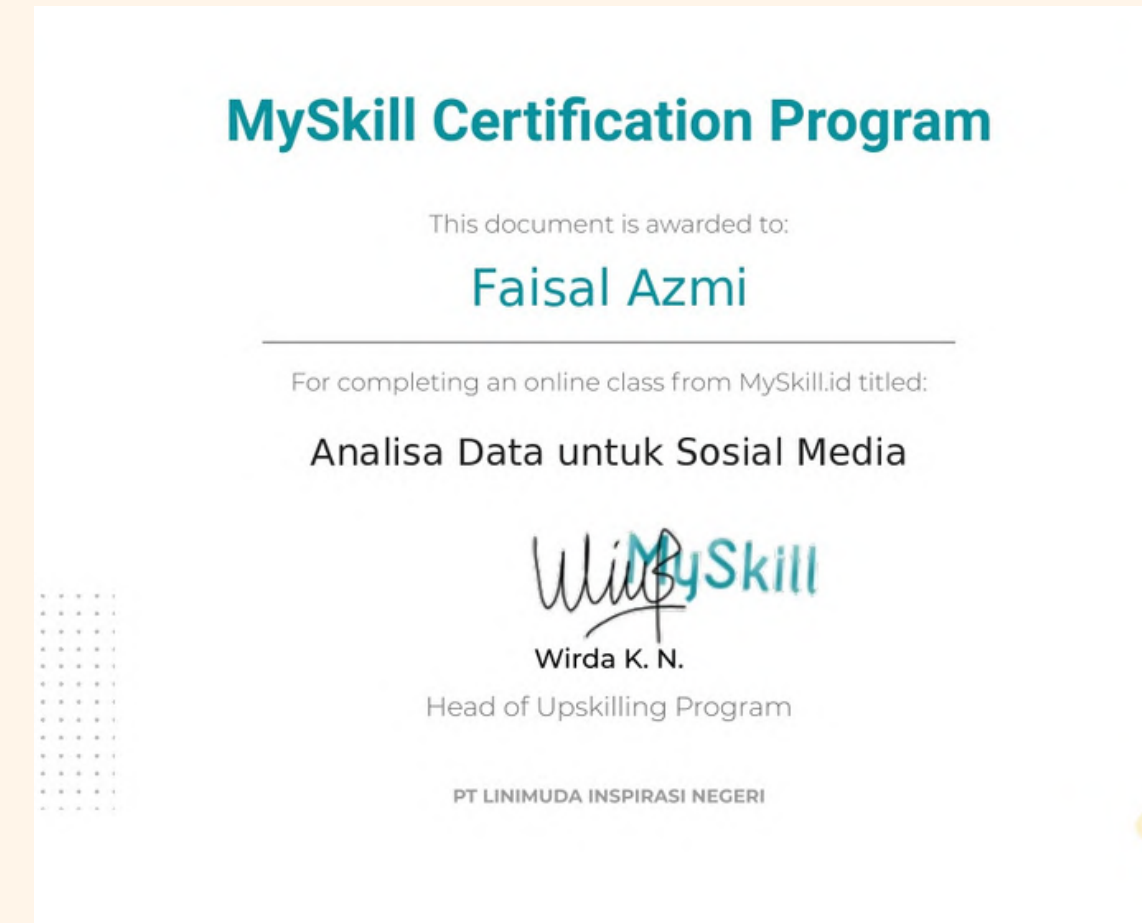 MySkill Certification Program
This document is awarded to:
Faisal Azmi
For completing an online class from MySkill.id titled:
Analisa Data untuk Sosial Media
MySkill
Wirda K. N.
Head of Upskilling Program
PT LINIMUDA INSPIRASI NEGERI